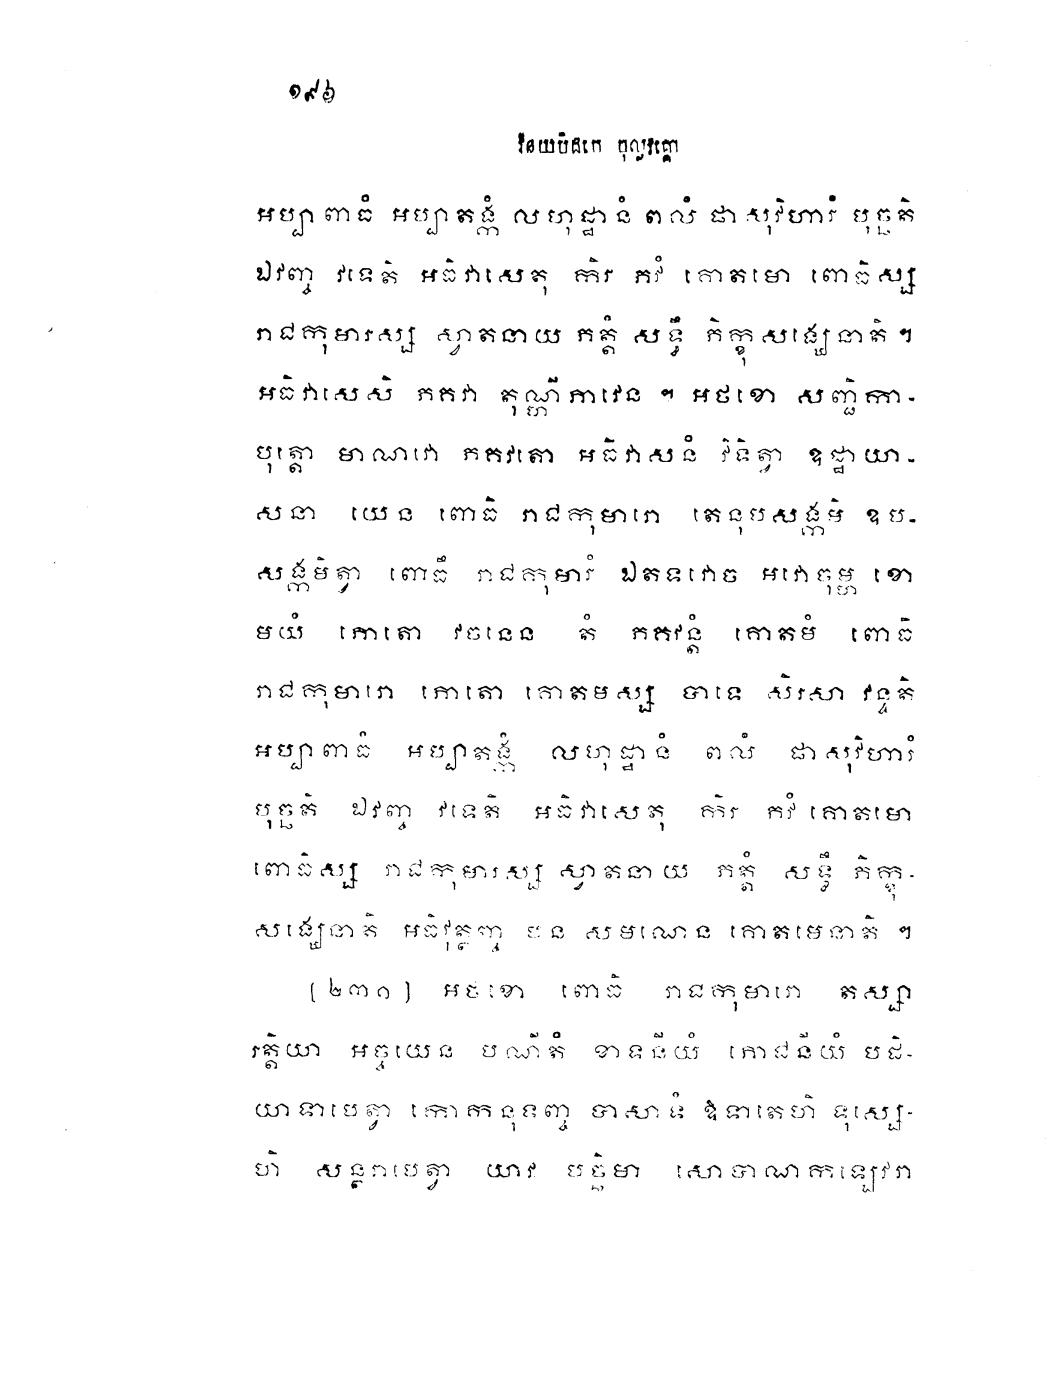 ១៩៦
វិនយបិដកេ ចុល្លវគ្គោ
អប្បាពាធំ អប្បាតង្កំ លហុដ្ឋានំ ពលំ ផាសុវិហារំ បុច្ឆតិ
ឯវញ្ច វទេតិ អធិវាសេតុ កិរ ភវំ គោតមោ ពោធិស្ស
រាជកុមារស្ស ស្វាតនាយ ភត្តំ សទ្ធឹ ភិក្ខុសង្ឃេនាតិ ។
អធិវាសេសិ ភគវា តុណ្ហីភាវេន ។ អថខោ សញ្ជិកា-
បុត្តោ មាណវោ ភគវតោ អធិវាសនំ វិទិត្វា ឧដ្ឋាយា-
សនា យេន ពោធិ រាជកុមារោ តេនុបសង្កមិ ឧប-
សង្កមិត្វា ពោធឹ រាជកុមារំ ឯតទវោច អវោចុម្ហ ខោ
មយំ ភោតោ វចនេន តំ ភគវន្តំ គោតមំ ពោធិ
រាជកុមារោ ភោតោ គោតមស្ស បាទេ សិរសា វន្ទតិ
អប្បាពាធំ អប្បាតង្កំ លហុដ្ឋានំ ពលំ ផាសុវិហារំ
បុច្ឆតិ ឯវញ្ច វទេតិ អធិវាសេតុ កិរ ភវំ គោតមោ
ពោធិស្ស រាជកុមារស្ស ស្វាតនាយ ភត្តំ សទ្ធឹ ភិក្ខុ-
សង្ឃេនាតិ អធិវុត្ថញ្ច បន សមណេន គោតមេនាតិ ។
[២៣១] អថខោ ពោធិ រាជកុមារោ តស្សា
រត្តិយា អច្ចយេន បណីតំ ខាទនីយំ ភោជនីយំ បដិ-
យាទាបេត្វា កោកនុទញ្ច បាសាទំ ឱទាតេហិ ទុស្សេ-
ហិ សន្ថរាបេត្វា យាវ បច្ឆិមា សោបាណកឡេវរា